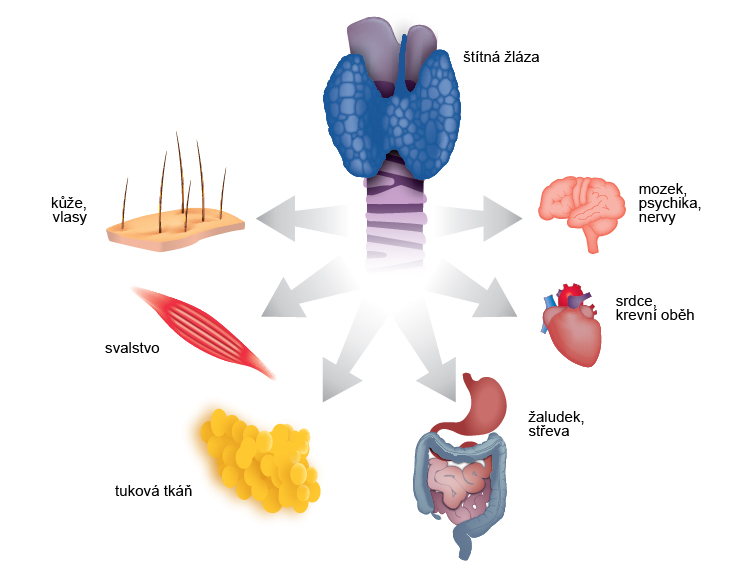 štítná žláza
kůže,
vlasy
mozek,
psychika,
nervy
svalstvo
srdce,
krevní oběh
tuková tkáň
žaludek,
střeva